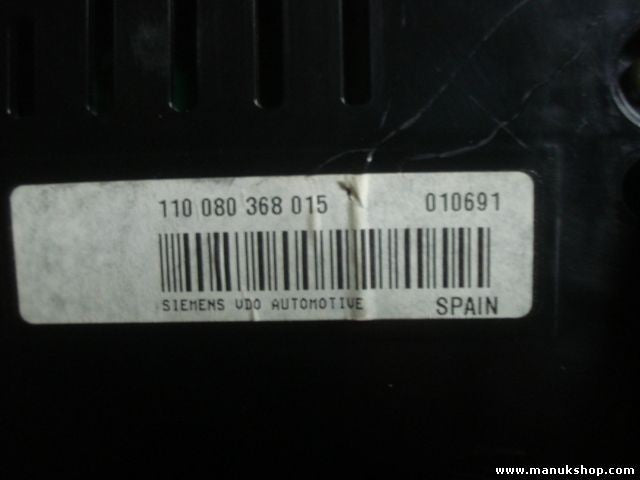 110 080 368 015 010691
SIEMENS VDO AUTOMOTIVE SPAIN
www.manukshop.com